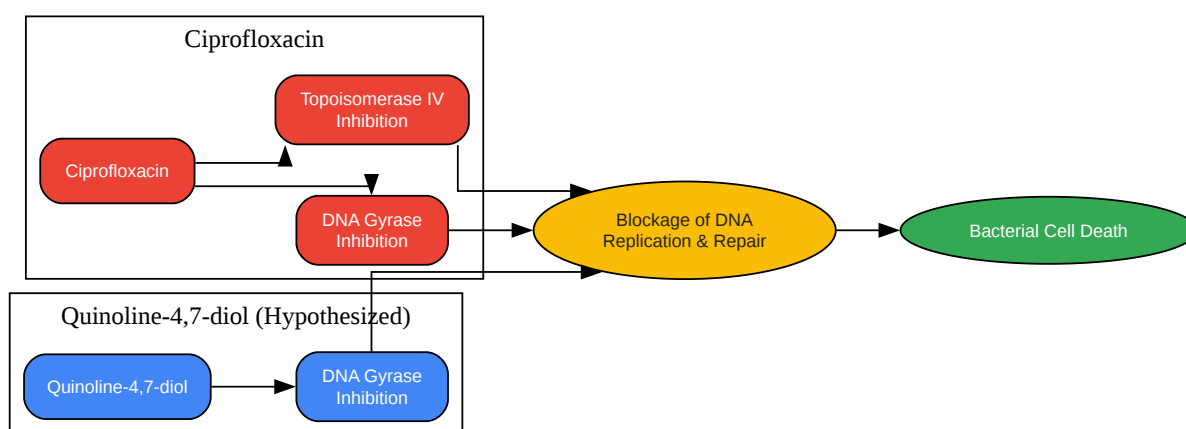 Ciprofloxacin
Topoisomerase IV
Inhibition
Ciprofloxacin
DNA Gyrase
Inhibition
Blockage of DNA
Replication & Repair
Bacterial Cell Death
Quinoline-4,7-diol (Hypothesized)
Quinoline-4,7-diol
DNA Gyrase
Inhibition